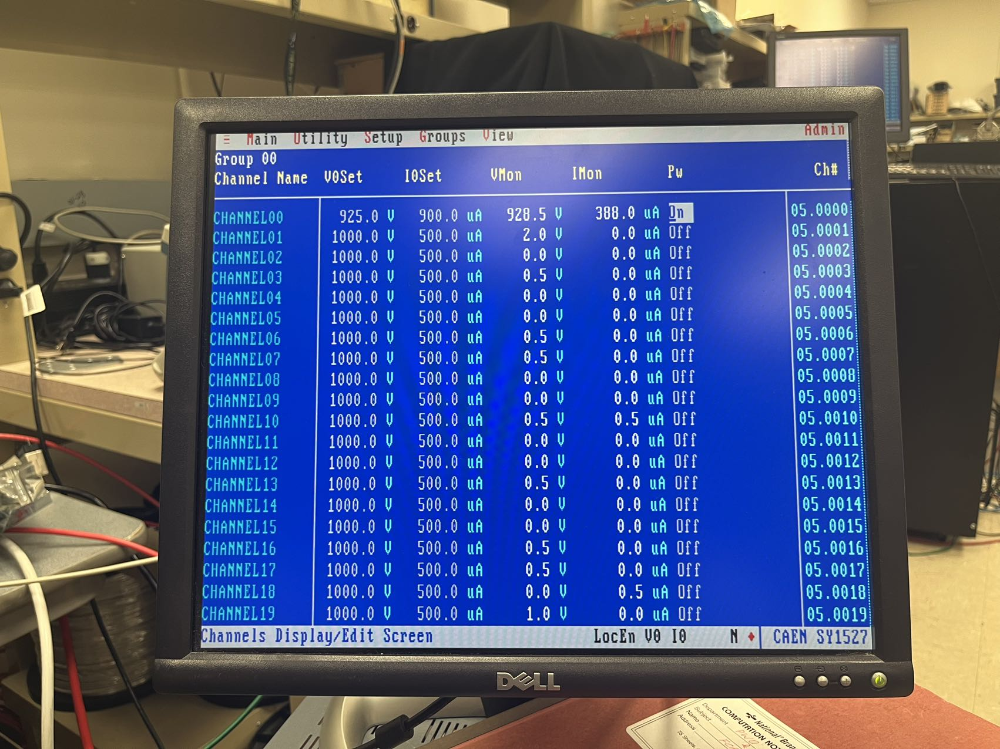 ≡ Main Utility Setup Groups View Admin
Group 00
Channel Name V0Set I0Set VMon IMon Pw Ch#
CHANNEL00 925.0 V 900.0 uA 928.5 V 388.0 uA On 05.0000
CHANNEL01 1000.0 V 500.0 uA 2.0 V 0.0 uA Off 05.0001
CHANNEL02 1000.0 V 500.0 uA 0.0 V 0.0 uA Off 05.0002
CHANNEL03 1000.0 V 500.0 uA 0.5 V 0.0 uA Off 05.0003
CHANNEL04 1000.0 V 500.0 uA 0.0 V 0.0 uA Off 05.0004
CHANNEL05 1000.0 V 500.0 uA 0.0 V 0.0 uA Off 05.0005
CHANNEL06 1000.0 V 500.0 uA 0.5 V 0.0 uA Off 05.0006
CHANNEL07 1000.0 V 500.0 uA 0.5 V 0.0 uA Off 05.0007
CHANNEL08 1000.0 V 500.0 uA 0.0 V 0.0 uA Off 05.0008
CHANNEL09 1000.0 V 500.0 uA 0.0 V 0.0 uA Off 05.0009
CHANNEL10 1000.0 V 500.0 uA 0.5 V 0.5 uA Off 05.0010
CHANNEL11 1000.0 V 500.0 uA 0.0 V 0.0 uA Off 05.0011
CHANNEL12 1000.0 V 500.0 uA 0.0 V 0.0 uA Off 05.0012
CHANNEL13 1000.0 V 500.0 uA 0.5 V 0.0 uA Off 05.0013
CHANNEL14 1000.0 V 500.0 uA 0.0 V 0.0 uA Off 05.0014
CHANNEL15 1000.0 V 500.0 uA 0.0 V 0.0 uA Off 05.0015
CHANNEL16 1000.0 V 500.0 uA 0.5 V 0.0 uA Off 05.0016
CHANNEL17 1000.0 V 500.0 uA 0.5 V 0.0 uA Off 05.0017
CHANNEL18 1000.0 V 500.0 uA 0.0 V 0.5 uA Off 05.0018
CHANNEL19 1000.0 V 500.0 uA 1.0 V 0.0 uA Off 05.0019
Channels Display/Edit Screen LocEn V0 I0 N ♦ CAEN SY1527
DELL
National Bran
COMPUTATION NOT
Department
Subject
Name
Address
75 Sheets,